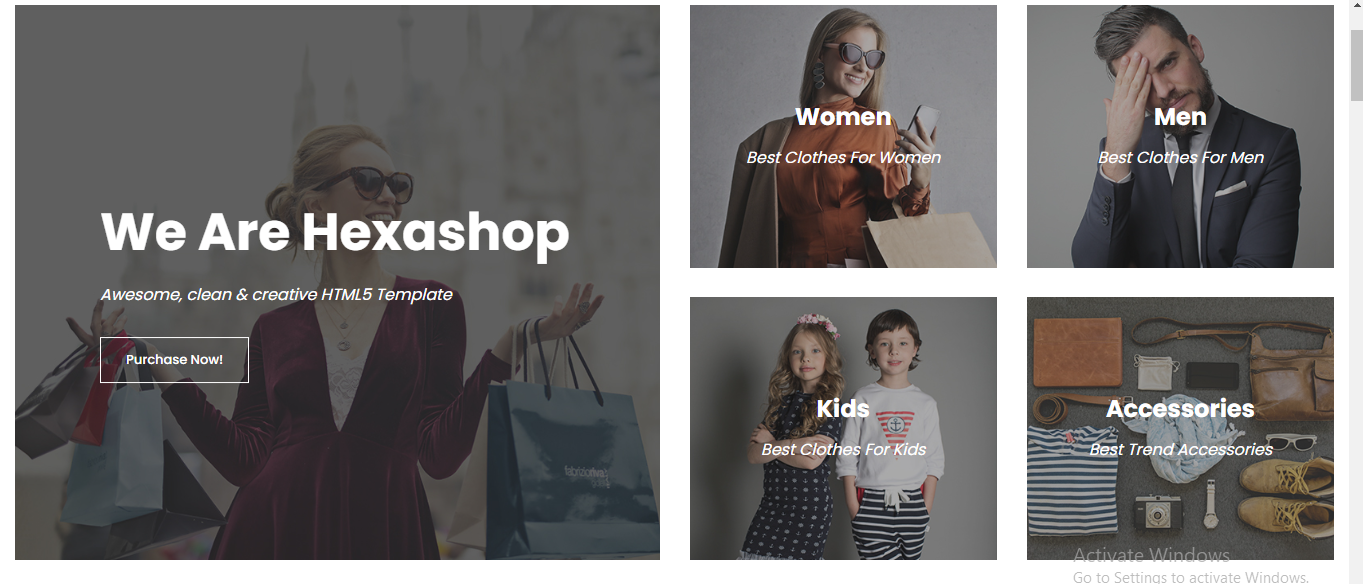 We Are Hexashop
Awesome, clean & creative HTML5 Template
Purchase Now!
Women
Best Clothes For Women
Men
Best Clothes For Men
Kids
Best Clothes For Kids
Accessories
Best Trend Accessories
Activate Windows
Go to Settings to activate Windows.